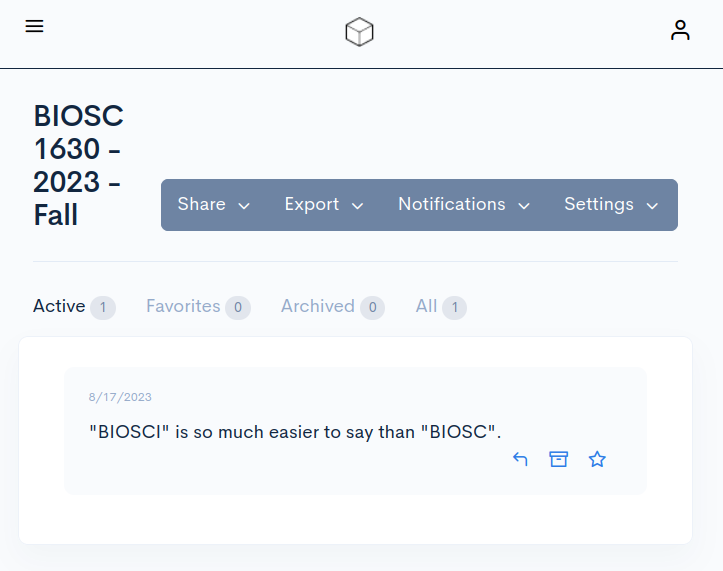 BIOSC
1630 -
2023 -
Fall
Share Export Notifications Settings
Active 1 Favorites 0 Archived 0 All 1
8/17/2023
"BIOSCI" is so much easier to say than "BIOSC".